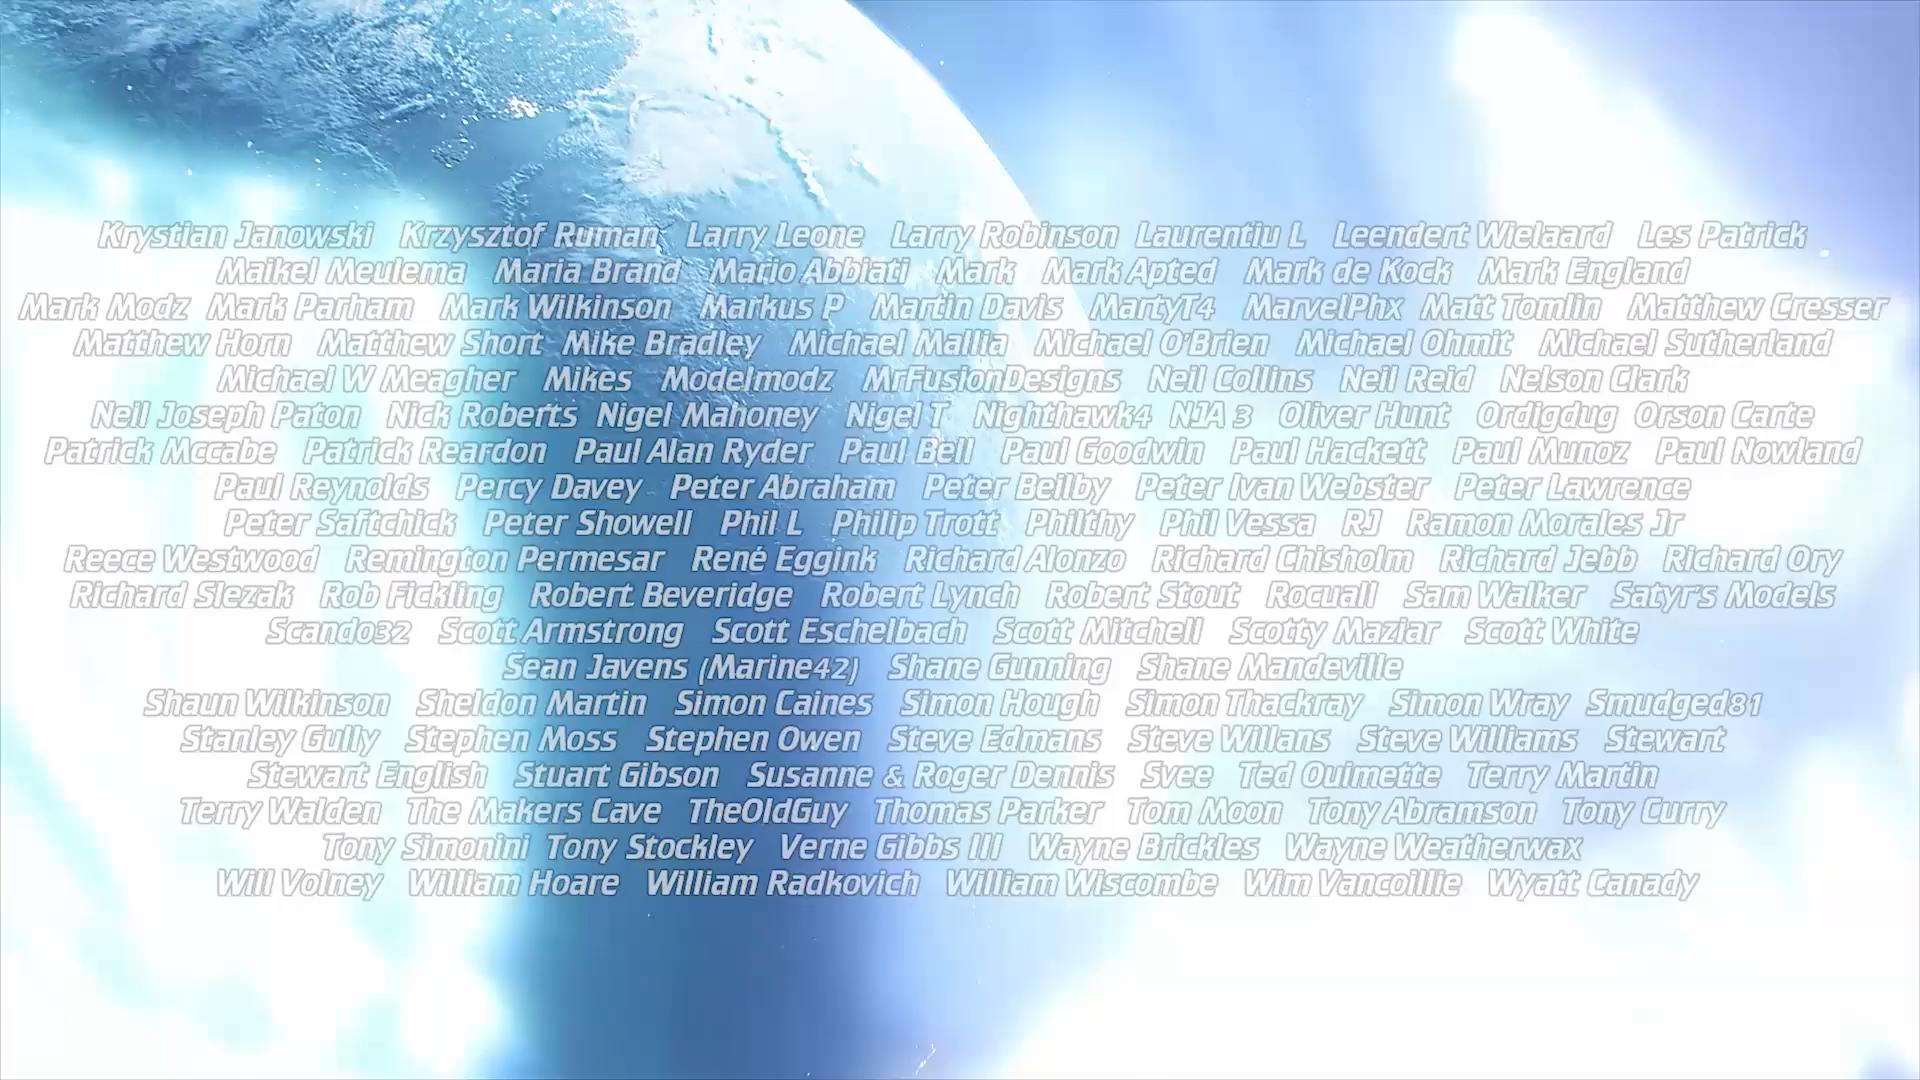 Krystian Janowski Krzysztof Ruman Larry Leone Larry Robinson Laurentiu L Leendert Wielaard Les Patrick
Maikel Meulema Maria Brand Mario Abbiati Mark Mark Apted Mark de Kock Mark England
Mark Modz Mark Parham Mark Wilkinson Markus P Martin Davis MartyT4 MarvelPhx Matt Tomlin Matthew Cresser
Matthew Horn Matthew Short Mike Bradley Michael Mallia Michael O'Brien Michael Ohmit Michael Sutherland
Michael W Meagher Mikes Modelmodz MrFusionDesigns Neil Collins Neil Reid Nelson Clark
Neil Joseph Paton Nick Roberts Nigel Mahoney Nigel T Nighthawk4 NJA 3 Oliver Hunt Ordigdug Orson Carte
Patrick Mccabe Patrick Reardon Paul Alan Ryder Paul Bell Paul Goodwin Paul Hackett Paul Munoz Paul Nowland
Paul Reynolds Percy Davey Peter Abraham Peter Beilby Peter Ivan Webster Peter Lawrence
Peter Saftchick Peter Showell Phil L Philip Trott Philthy Phil Vessa RJ Ramon Morales Jr
Reece Westwood Remington Permesar René Eggink Richard Alonzo Richard Chisholm Richard Jebb Richard Ory
Richard Slezak Rob Fickling Robert Beveridge Robert Lynch Robert Stout Rocuall Sam Walker Satyr's Models
Scando32 Scott Armstrong Scott Eschelbach Scott Mitchell Scotty Maziar Scott White
Sean Javens (Marine42) Shane Gunning Shane Mandeville
Shaun Wilkinson Sheldon Martin Simon Caines Simon Hough Simon Thackray Simon Wray Smudged81
Stanley Gully Stephen Moss Stephen Owen Steve Edmans Steve Willans Steve Williams Stewart
Stewart English Stuart Gibson Susanne & Roger Dennis Svee Ted Ouimette Terry Martin
Terry Walden The Makers Cave TheOldGuy Thomas Parker Tom Moon Tony Abramson Tony Curry
Tony Simonini Tony Stockley Verne Gibbs III Wayne Brickles Wayne Weatherwax
Will Volney William Hoare William Radkovich William Wiscombe Wim Vancoillie Wyatt Canady